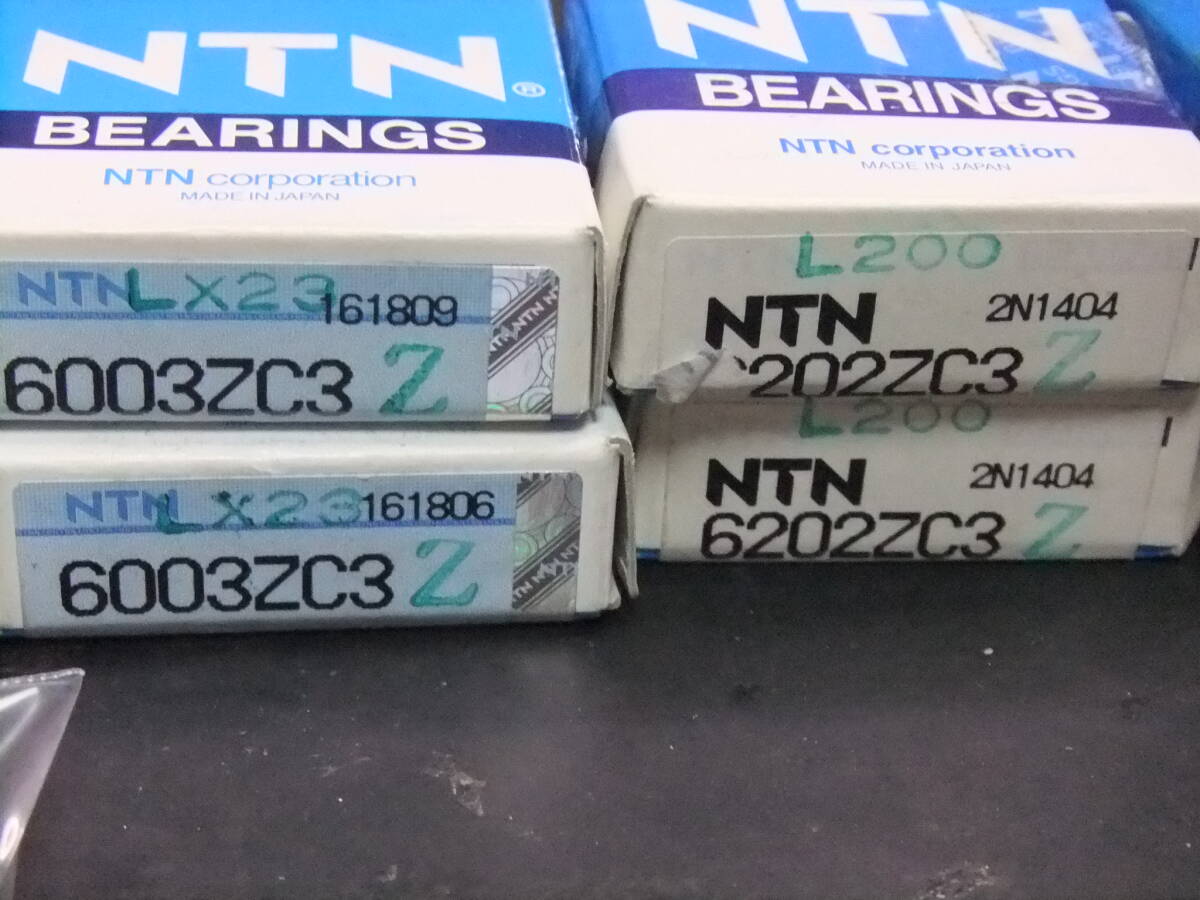 NTN®
BEARINGS
NTN corporation
MADE IN JAPAN
NTN LX23 161809
6003ZC3 Z
NTN LX23 161806
6003ZC3 Z
NTN
BEARINGS
NTN corporation
MADE IN JAPAN
L200
NTN 2N1404
202ZC3 Z
L200
NTN 2N1404
6202ZC3 Z